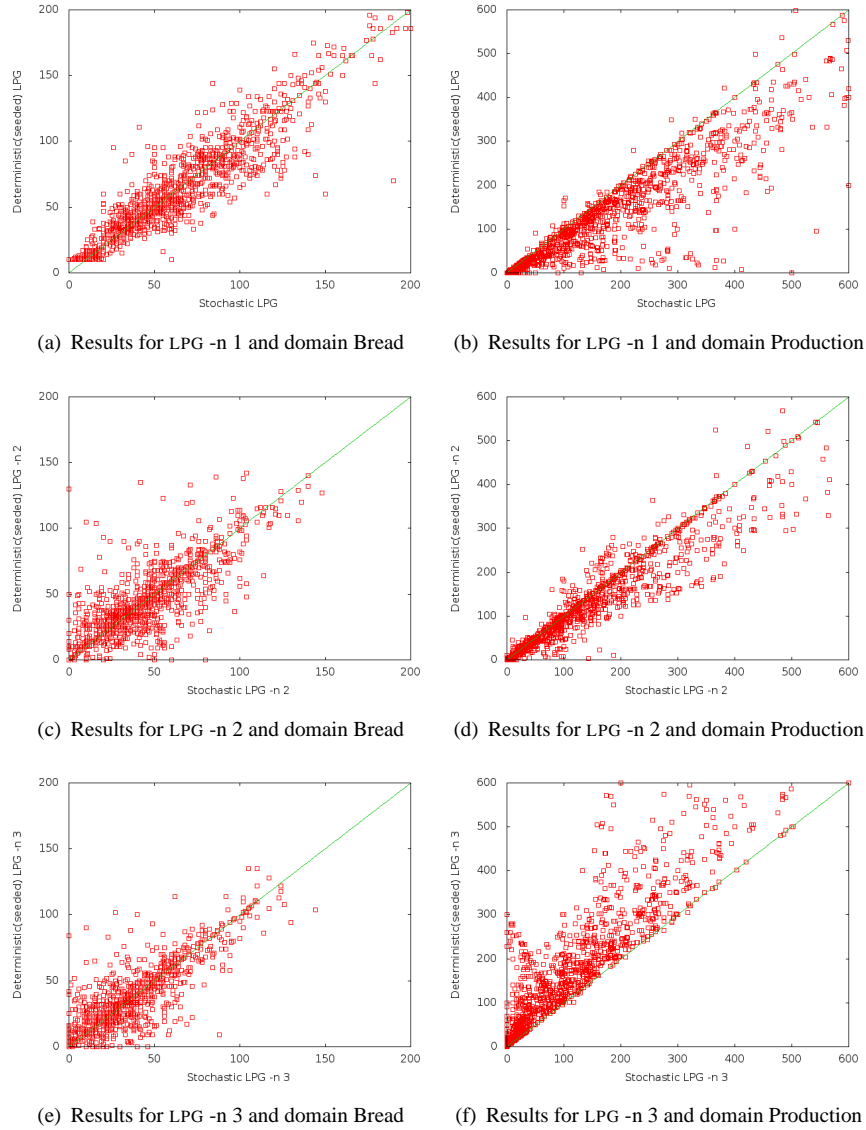 200
150
100
50
0
0 50 100 150 200
Deterministic(seeded) LPG
Stochastic LPG
(a) Results for LPG -n 1 and domain Bread
600
500
400
300
200
100
0
0 100 200 300 400 500 600
Deterministic(seeded) LPG
Stochastic LPG
(b) Results for LPG -n 1 and domain Production
200
150
100
50
0
0 50 100 150 200
Deterministic(seeded) LPG -n 2
Stochastic LPG -n 2
(c) Results for LPG -n 2 and domain Bread
600
500
400
300
200
100
0
0 100 200 300 400 500 600
Deterministic(seeded) LPG -n 2
Stochastic LPG -n 2
(d) Results for LPG -n 2 and domain Production
200
150
100
50
0
0 50 100 150 200
Deterministic(seeded) LPG -n 3
Stochastic LPG -n 3
(e) Results for LPG -n 3 and domain Bread
600
500
400
300
200
100
0
0 100 200 300 400 500 600
Deterministic(seeded) LPG -n 3
Stochastic LPG -n 3
(f) Results for LPG -n 3 and domain Production